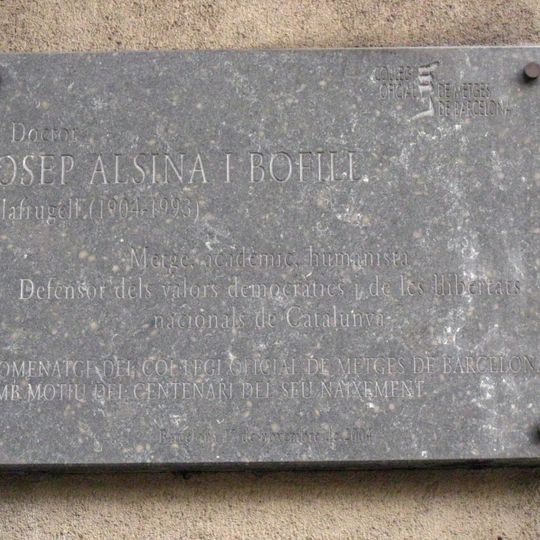 COL·LEGI
OFICIAL DE METGES
DE BARCELONA
Doctor
OSEP ALSINA I BOFILL
lafrugell (1904-1993)
Metge, acadèmic, humanista.
Defensor dels valors democràtics i de les llibertats
nacionals de Catalunya
OMENATGE DEL COL·LEGI OFICIAL DE METGES DE BARCELONA
MB MOTIU DEL CENTENARI DEL SEU NAIXEMENT
Barcelona, de novembre de 2004